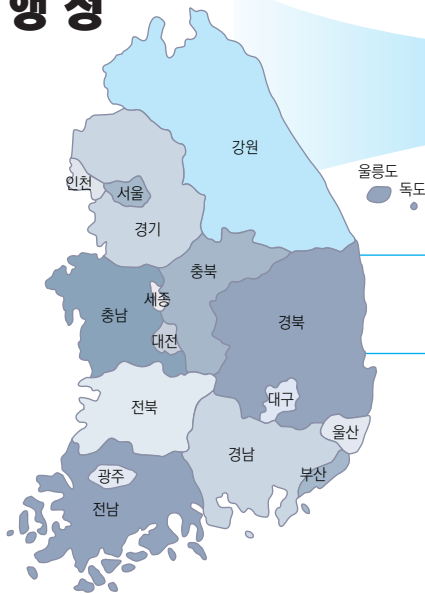 행정
강원
울릉도
독도
인천
서울
경기
충북
세종
충남
대전
경북
대구
전북
울산
경남
부산
광주
전남